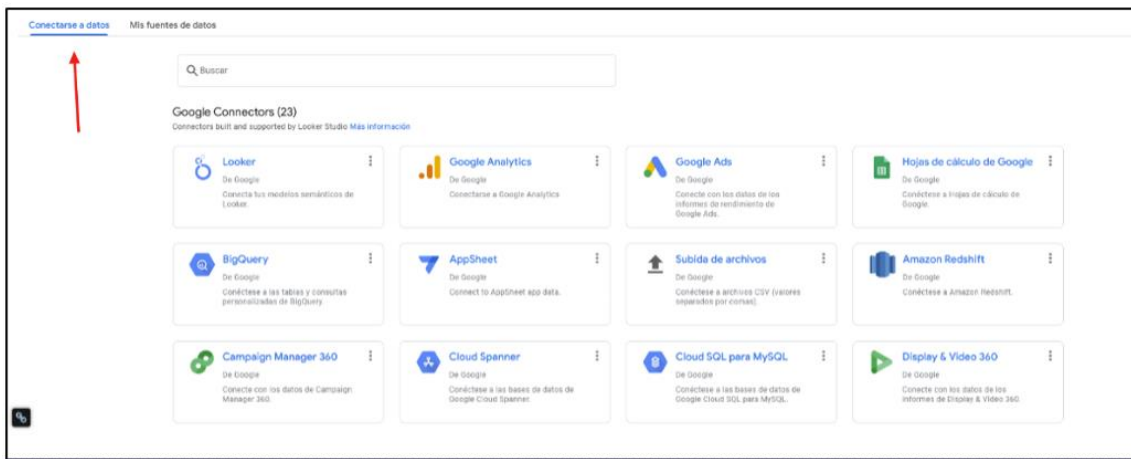 Conectarse a datos Mis fuentes de datos
Buscar
Google Connectors (23)
Connectors built and supported by Looker Studio Más información
Looker
De Google
Conecta tus modelos semánticos de
Looker.
Google Analytics
De Google
Conectarse a Google Analytics
Google Ads
De Google
Conecte con los datos de los
informes de rendimiento de
Google Ads.
Hojas de cálculo de Google
De Google
Conéctese a Hojas de cálculo de
Google.
BigQuery
De Google
Conéctese a las tablas y consultas
personalizadas de BigQuery
AppSheet
De Google
Connect to AppSheet app data.
Subida de archivos
De Google
Conéctese a archivos CSV (valores
separados por comas).
Amazon Redshift
De Google
Conéctese a Amazon Redshift.
Campaign Manager 360
De Google
Conecte con los datos de Campaign
Manager 360.
Cloud Spanner
De Google
Conéctese a las bases de datos de
Google Cloud Spanner.
Cloud SQL para MySQL
De Google
Conéctese a las bases de datos de
Google Cloud SQL para MySQL.
Display & Video 360
De Google
Conecte con los datos de los
informes de Display & Video 360.